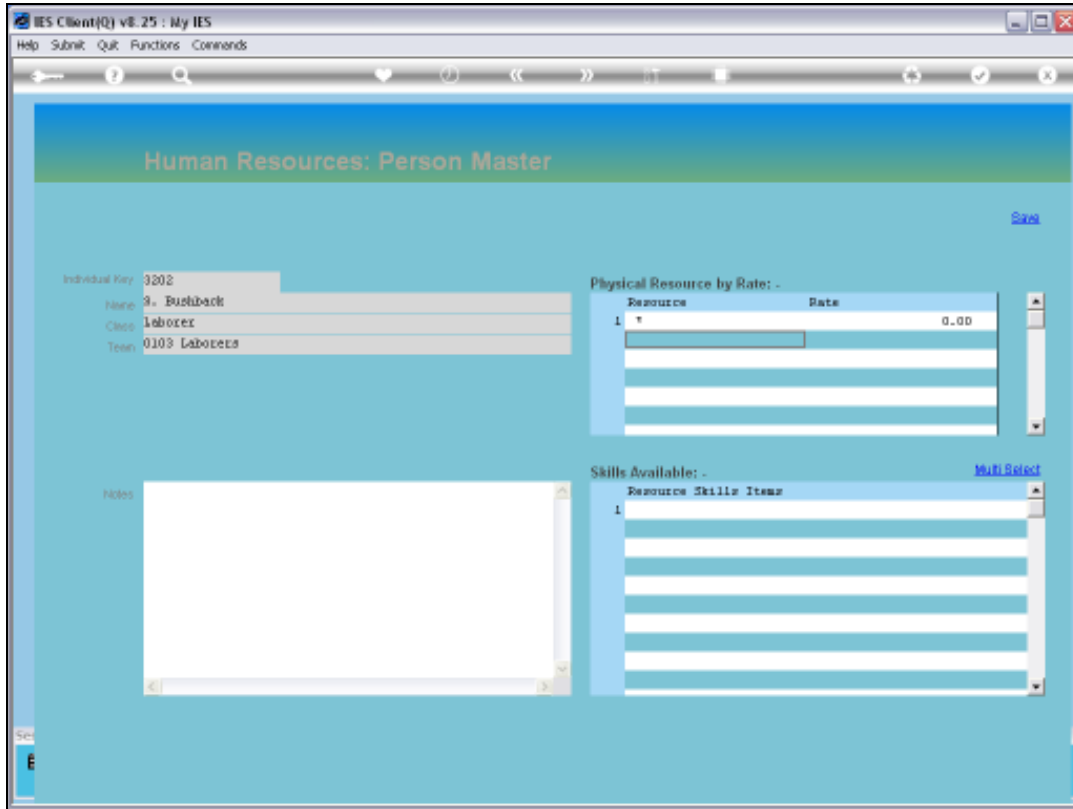 IES Client(Q) v8.25 : My IES
Help Submit Quit Functions Commands
Human Resources: Person Master
Save
Individual Key 3202
Name S. Bushback
Class Laborer
Team 0103 Laborers
Physical Resource by Rate: -
Resource Rate
1 * 0.00
Skills Available: -
Multi Select
Resource Skills Items
1
Notes